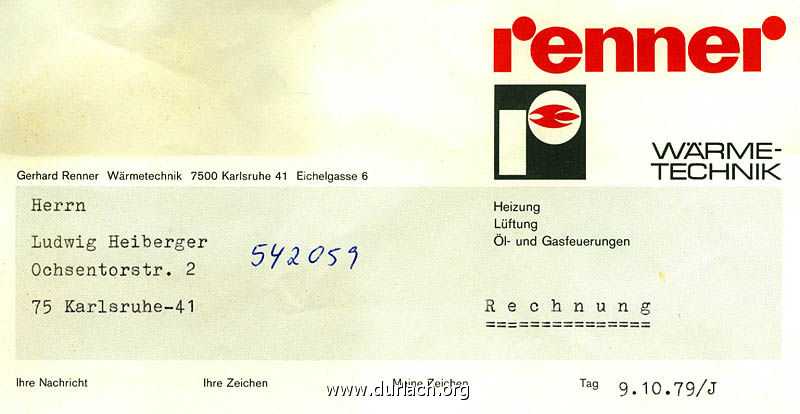 renner
WÄRME-
TECHNIK
Gerhard Renner Wärmetechnik 7500 Karlsruhe 41 Eichelgasse 6
Herrn
Ludwig Heiberger
Ochsentorstr. 2
75 Karlsruhe-41
542059
Heizung
Lüftung
Öl- und Gasfeuerungen
Rechnung
Ihre Nachricht Ihre Zeichen Meine Zeichen Tag 9.10.79/J
www.durlach.org